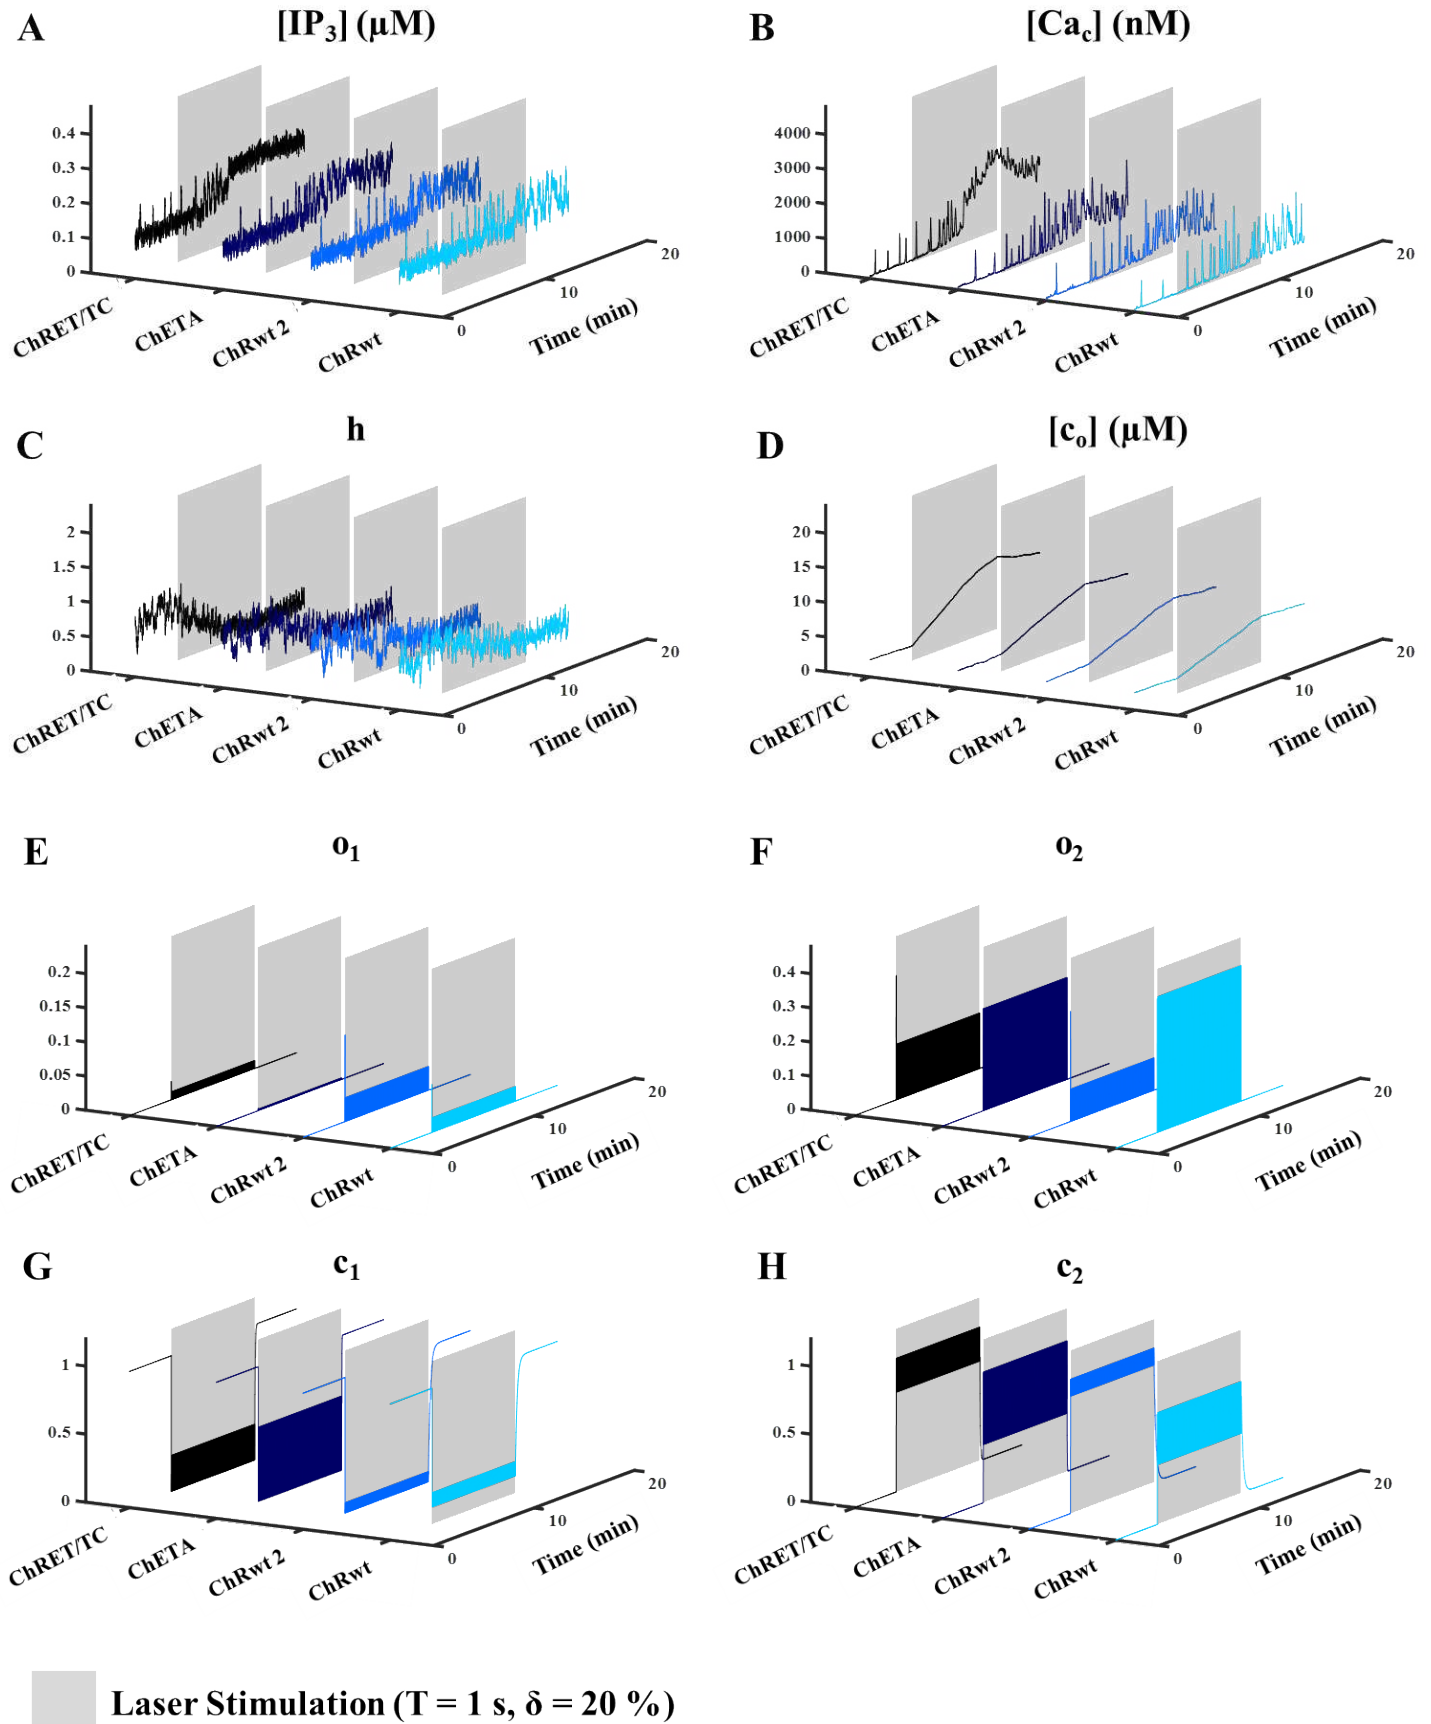 A
[IP3] (µM)
0.4
0.3
0.2
0.1
0
ChRET/TC
ChETA
ChRwt 2
ChRwt
0
10
20
Time (min)
B
[Cac] (nM)
4000
3000
2000
1000
0
ChRET/TC
ChETA
ChRwt 2
ChRwt
0
10
20
Time (min)
C
h
2
1.5
1
0.5
0
ChRET/TC
ChETA
ChRwt 2
ChRwt
0
10
20
Time (min)
D
[co] (µM)
20
15
10
5
0
ChRET/TC
ChETA
ChRwt 2
ChRwt
0
10
20
Time (min)
E
o1
0.2
0.15
0.1
0.05
0
ChRET/TC
ChETA
ChRwt 2
ChRwt
0
10
20
Time (min)
F
o2
0.4
0.3
0.2
0.1
0
ChRET/TC
ChETA
ChRwt 2
ChRwt
0
10
20
Time (min)
G
c1
1
0.5
0
ChRET/TC
ChETA
ChRwt 2
ChRwt
0
10
20
Time (min)
H
c2
1
0.5
0
ChRET/TC
ChETA
ChRwt 2
ChRwt
0
10
20
Time (min)
Laser Stimulation (T = 1 s, δ = 20 %)